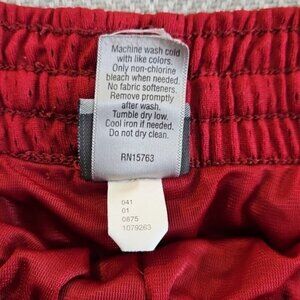 Machine wash cold
with like colors.
Only non-chlorine
bleach when needed.
No fabric softeners.
Remove promptly
after wash.
Tumble dry low.
Cool iron if needed.
Do not dry clean.
RN15763
041
01
0875
1079263